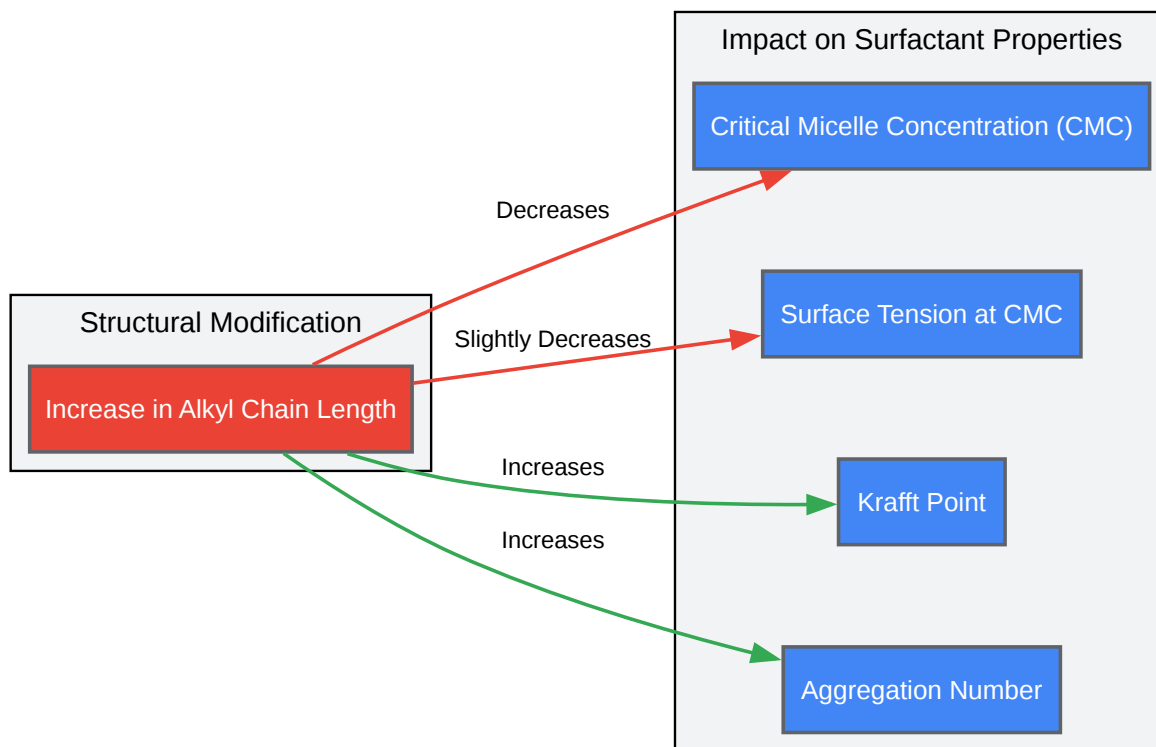 Impact on Surfactant Properties
Critical Micelle Concentration (CMC)
Decreases
Surface Tension at CMC
Structural Modification
Slightly Decreases
Increase in Alkyl Chain Length
Increases
Krafft Point
Increases
Aggregation Number